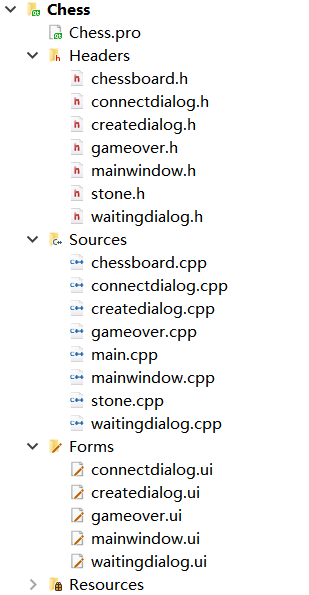 Chess
Chess.pro
Headers
chessboard.h
connectdialog.h
createdialog.h
gameover.h
mainwindow.h
stone.h
waitingdialog.h
Sources
chessboard.cpp
connectdialog.cpp
createdialog.cpp
gameover.cpp
main.cpp
mainwindow.cpp
stone.cpp
waitingdialog.cpp
Forms
connectdialog.ui
createdialog.ui
gameover.ui
mainwindow.ui
waitingdialog.ui
Resources